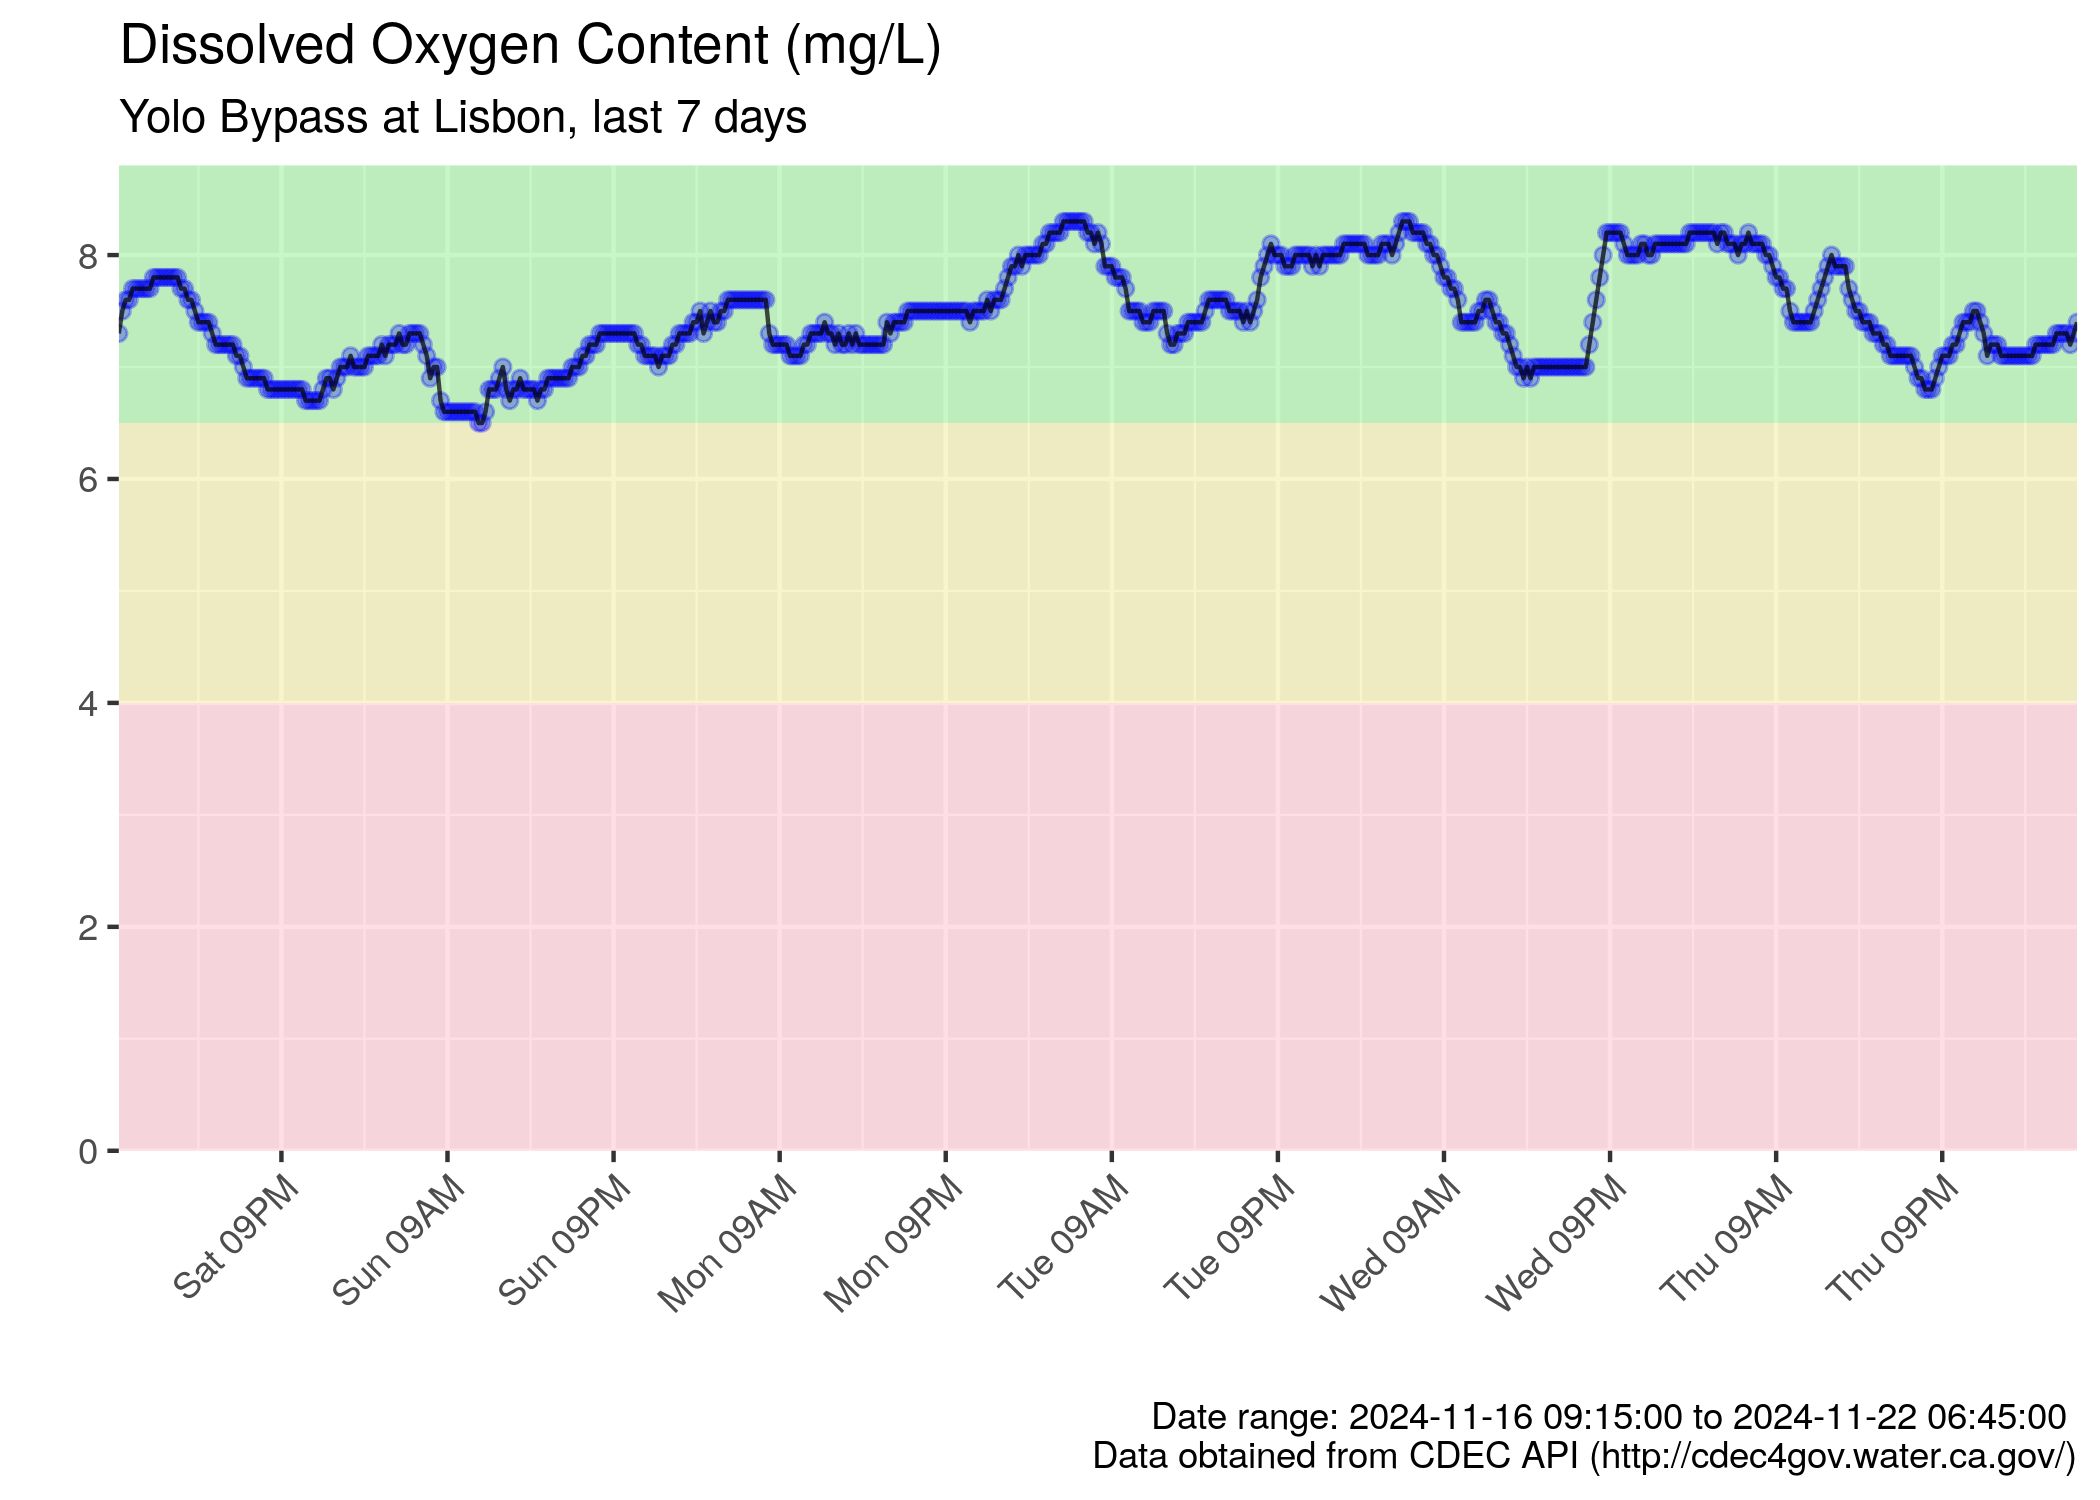 Dissolved Oxygen Content (mg/L)
Yolo Bypass at Lisbon, last 7 days
8
6
4
2
0
Sat 09PM
Sun 09AM
Sun 09PM
Mon 09AM
Mon 09PM
Tue 09AM
Tue 09PM
Wed 09AM
Wed 09PM
Thu 09AM
Thu 09PM
Date range: 2024-11-16 09:15:00 to 2024-11-22 06:45:00
Data obtained from CDEC API (http://cdec4gov.water.ca.gov/)